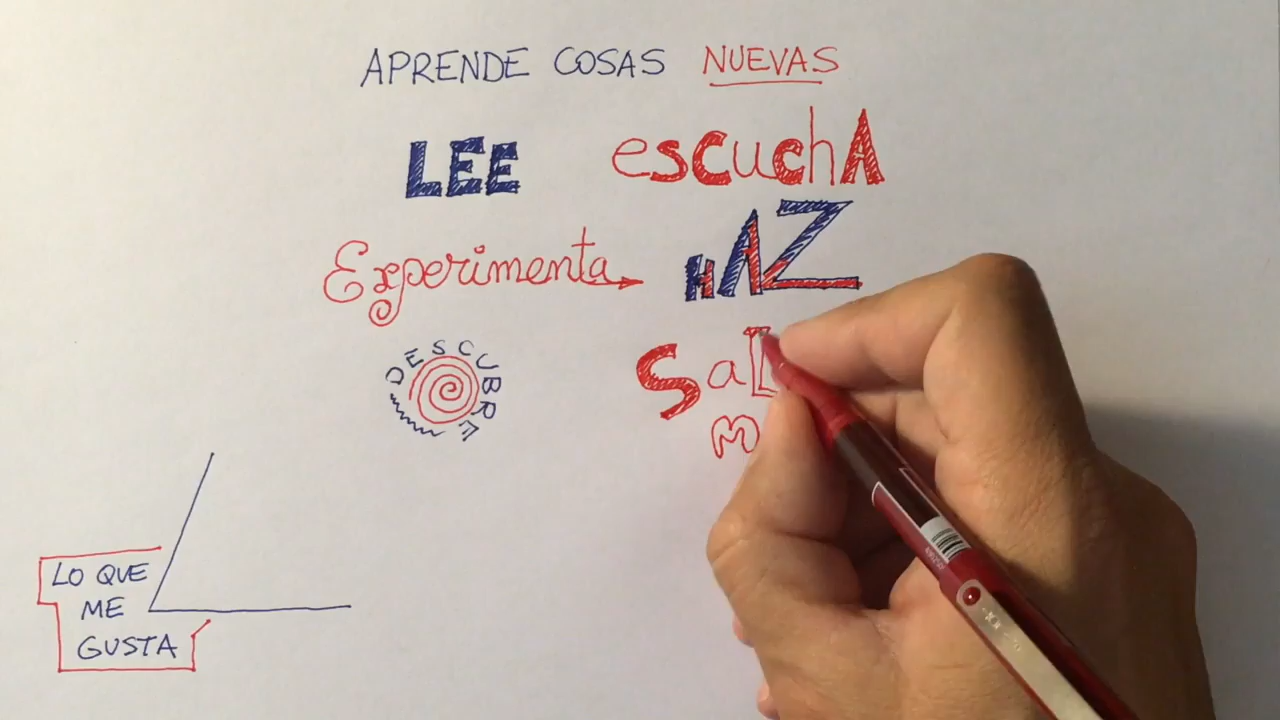 APRENDE COSAS NUEVAS
LEE escuchA
Experimenta HAZ
DESCUBRE
LO QUE
ME
GUSTA